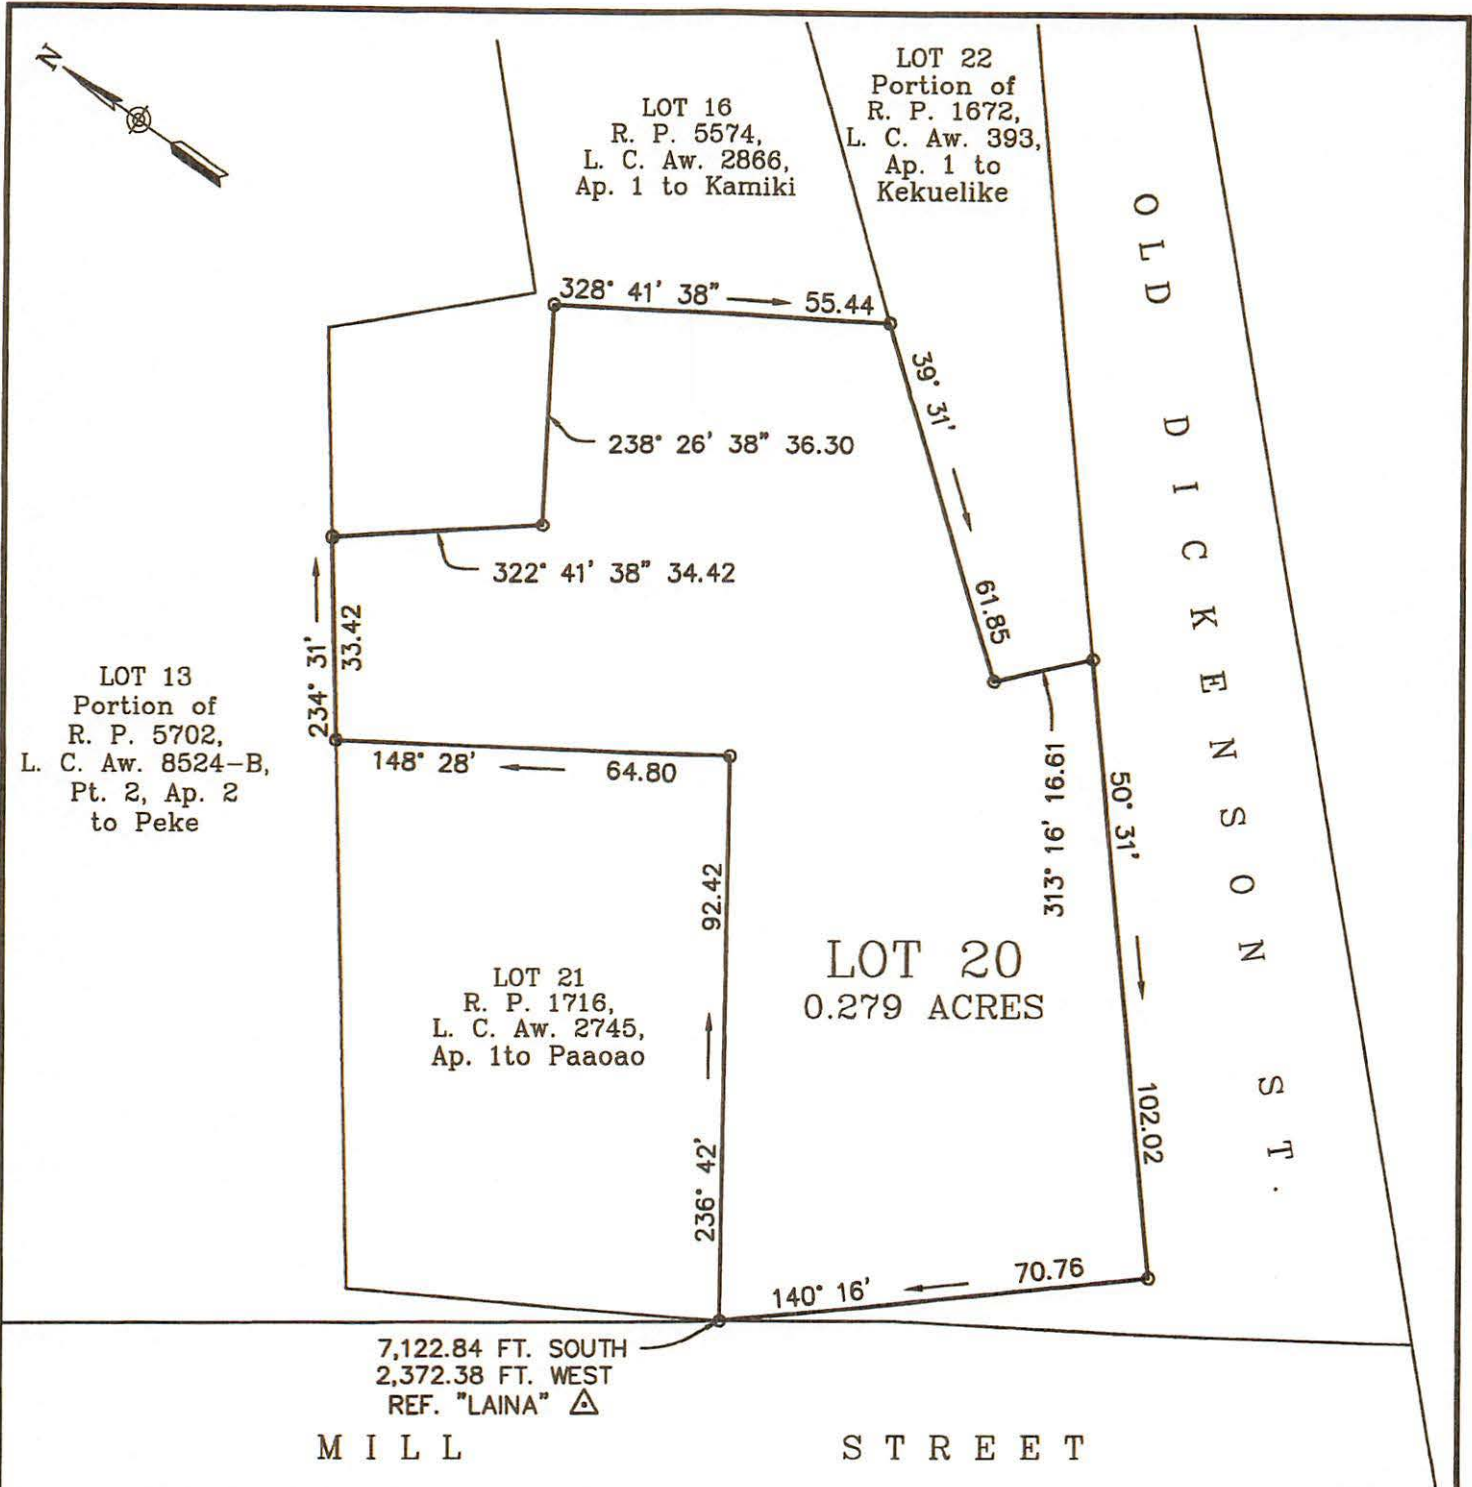 N
LOT 16
R. P. 5574,
L. C. Aw. 2866,
Ap. 1 to Kamiki
LOT 22
Portion of
R. P. 1672,
L. C. Aw. 393,
Ap. 1 to
Kekuelike
OLD DICKENSON ST.
328° 41' 38" 55.44
39° 31' 61.85
238° 26' 38" 36.30
322° 41' 38" 34.42
234° 31'
33.42
LOT 13
Portion of
R. P. 5702,
L. C. Aw. 8524-B,
Pt. 2, Ap. 2
to Peke
148° 28' 64.80
313° 16' 16.61
50° 31' 102.02
236° 42' 92.42
LOT 20
0.279 ACRES
LOT 21
R. P. 1716,
L. C. Aw. 2745,
Ap. 1to Paaoao
140° 16' 70.76
7,122.84 FT. SOUTH
2,372.38 FT. WEST
REF. "LAINA"
MILL STREET